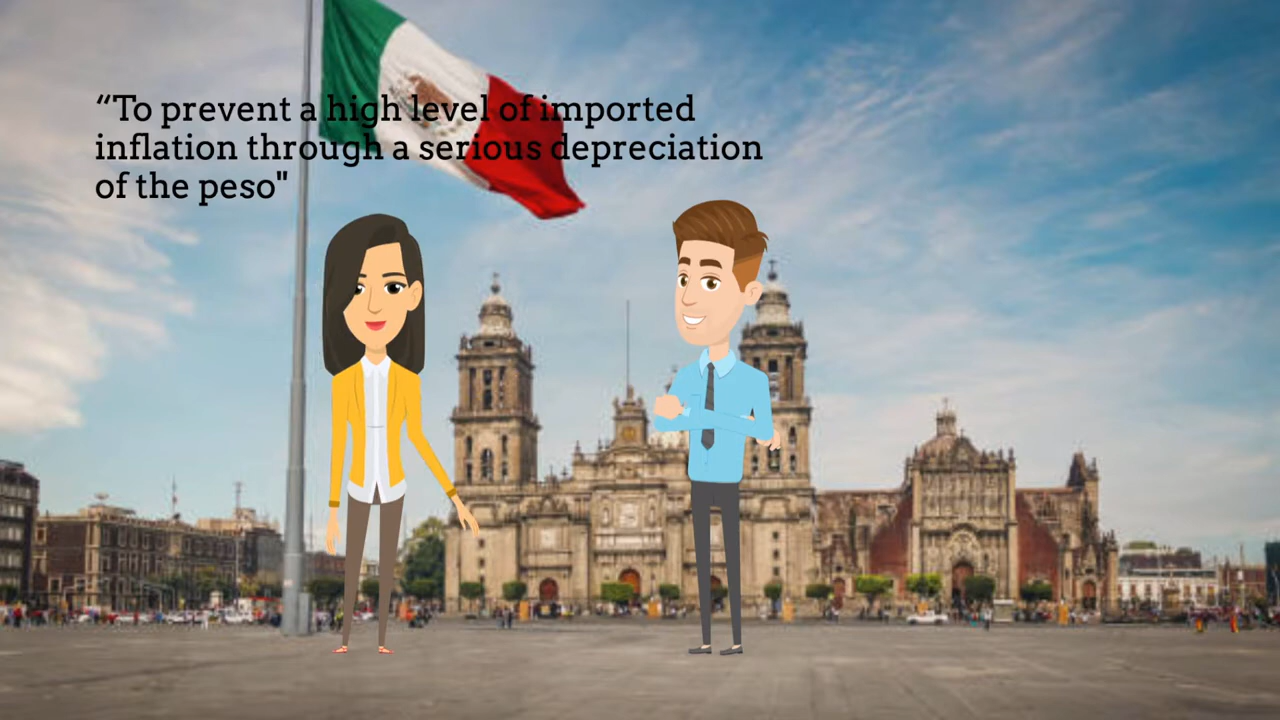 “To prevent a high level of imported
inflation through a serious depreciation
of the peso"